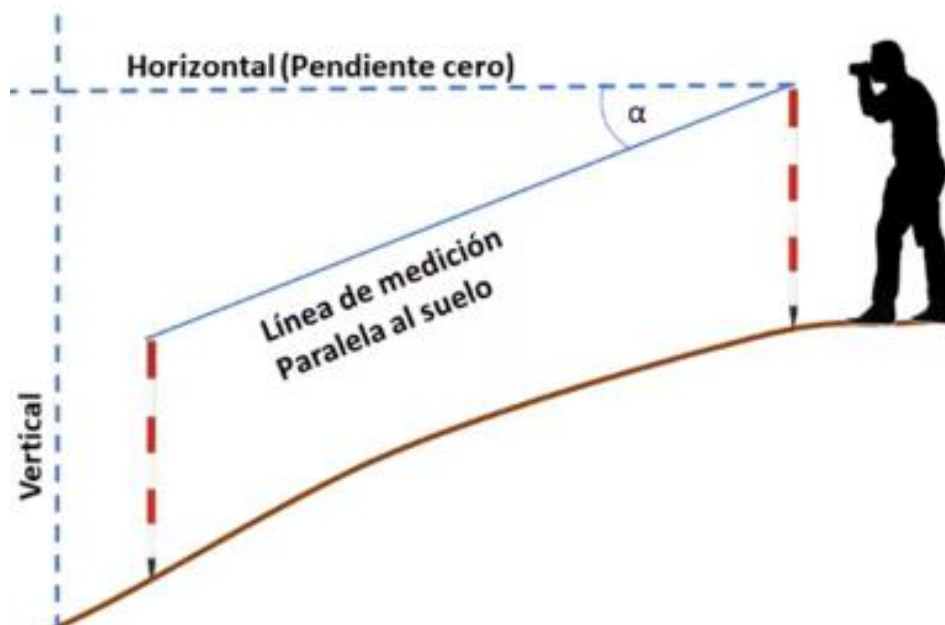 Horizontal (Pendiente cero)
α
Línea de medición
Paralela al suelo
Vertical